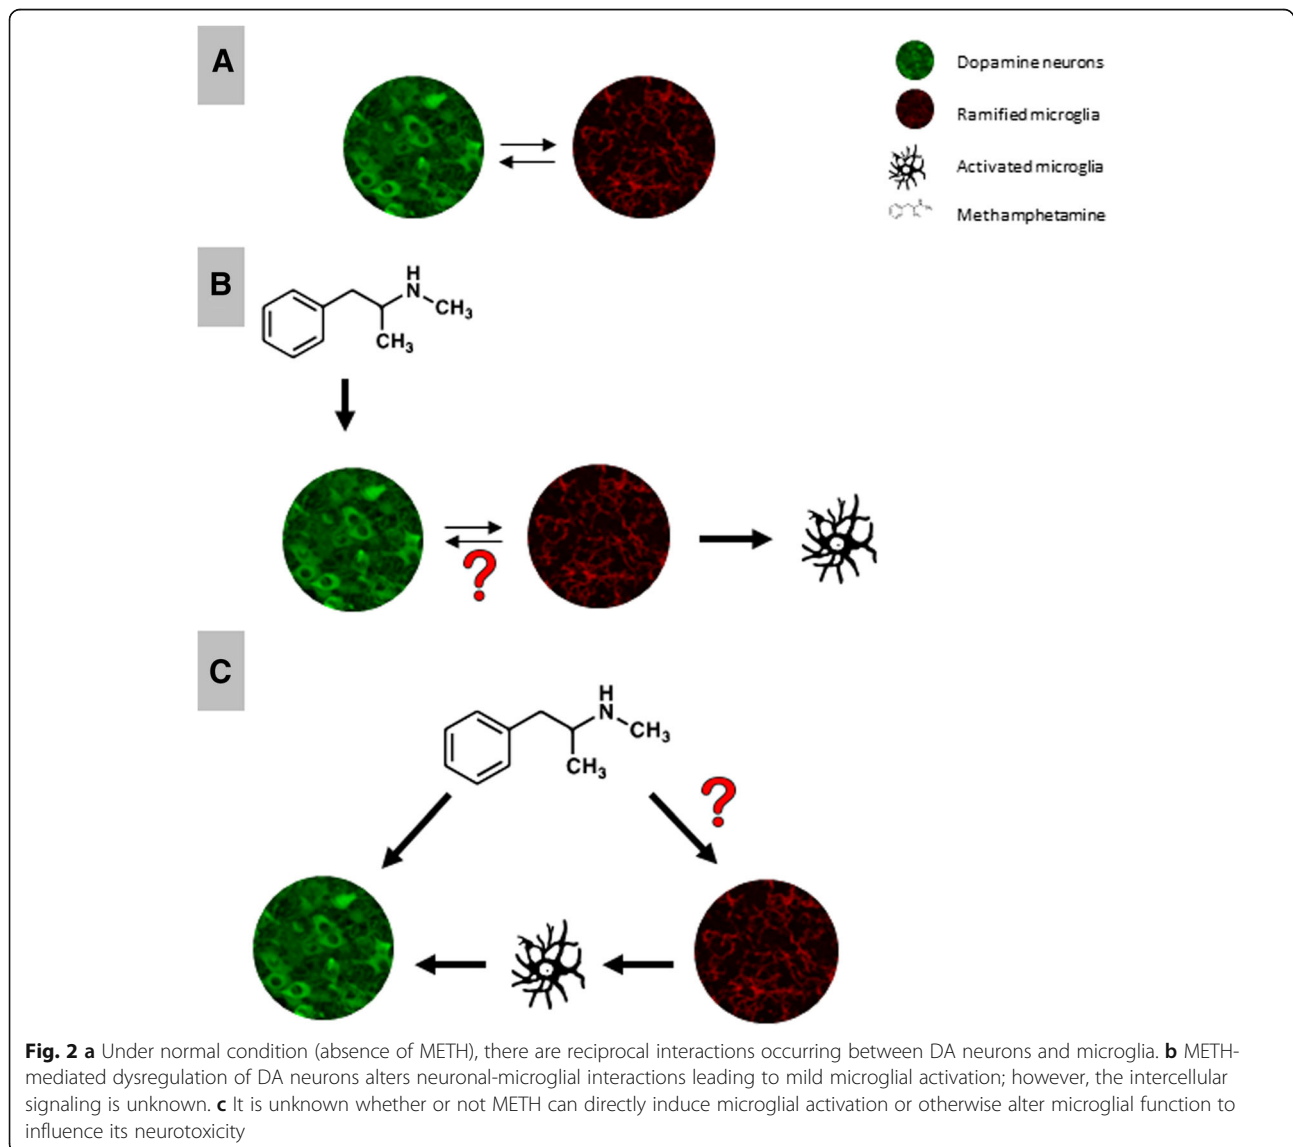 A
Dopamine neurons
Ramified microglia
Activated microglia
Methamphetamine
B
H
N
CH3
CH3
?
C
H
N
CH3
CH3
?
Fig. 2 a Under normal condition (absence of METH), there are reciprocal interactions occurring between DA neurons and microglia. b METH-
mediated dysregulation of DA neurons alters neuronal-microglial interactions leading to mild microglial activation; however, the intercellular
signaling is unknown. c It is unknown whether or not METH can directly induce microglial activation or otherwise alter microglial function to
influence its neurotoxicity